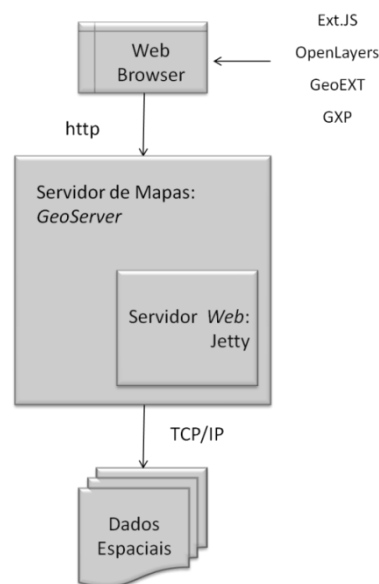 Ext.JS
OpenLayers
GeoEXT
GXP
Web
Browser
http
Servidor de Mapas:
GeoServer
Servidor Web:
Jetty
TCP/IP
Dados
Espaciais